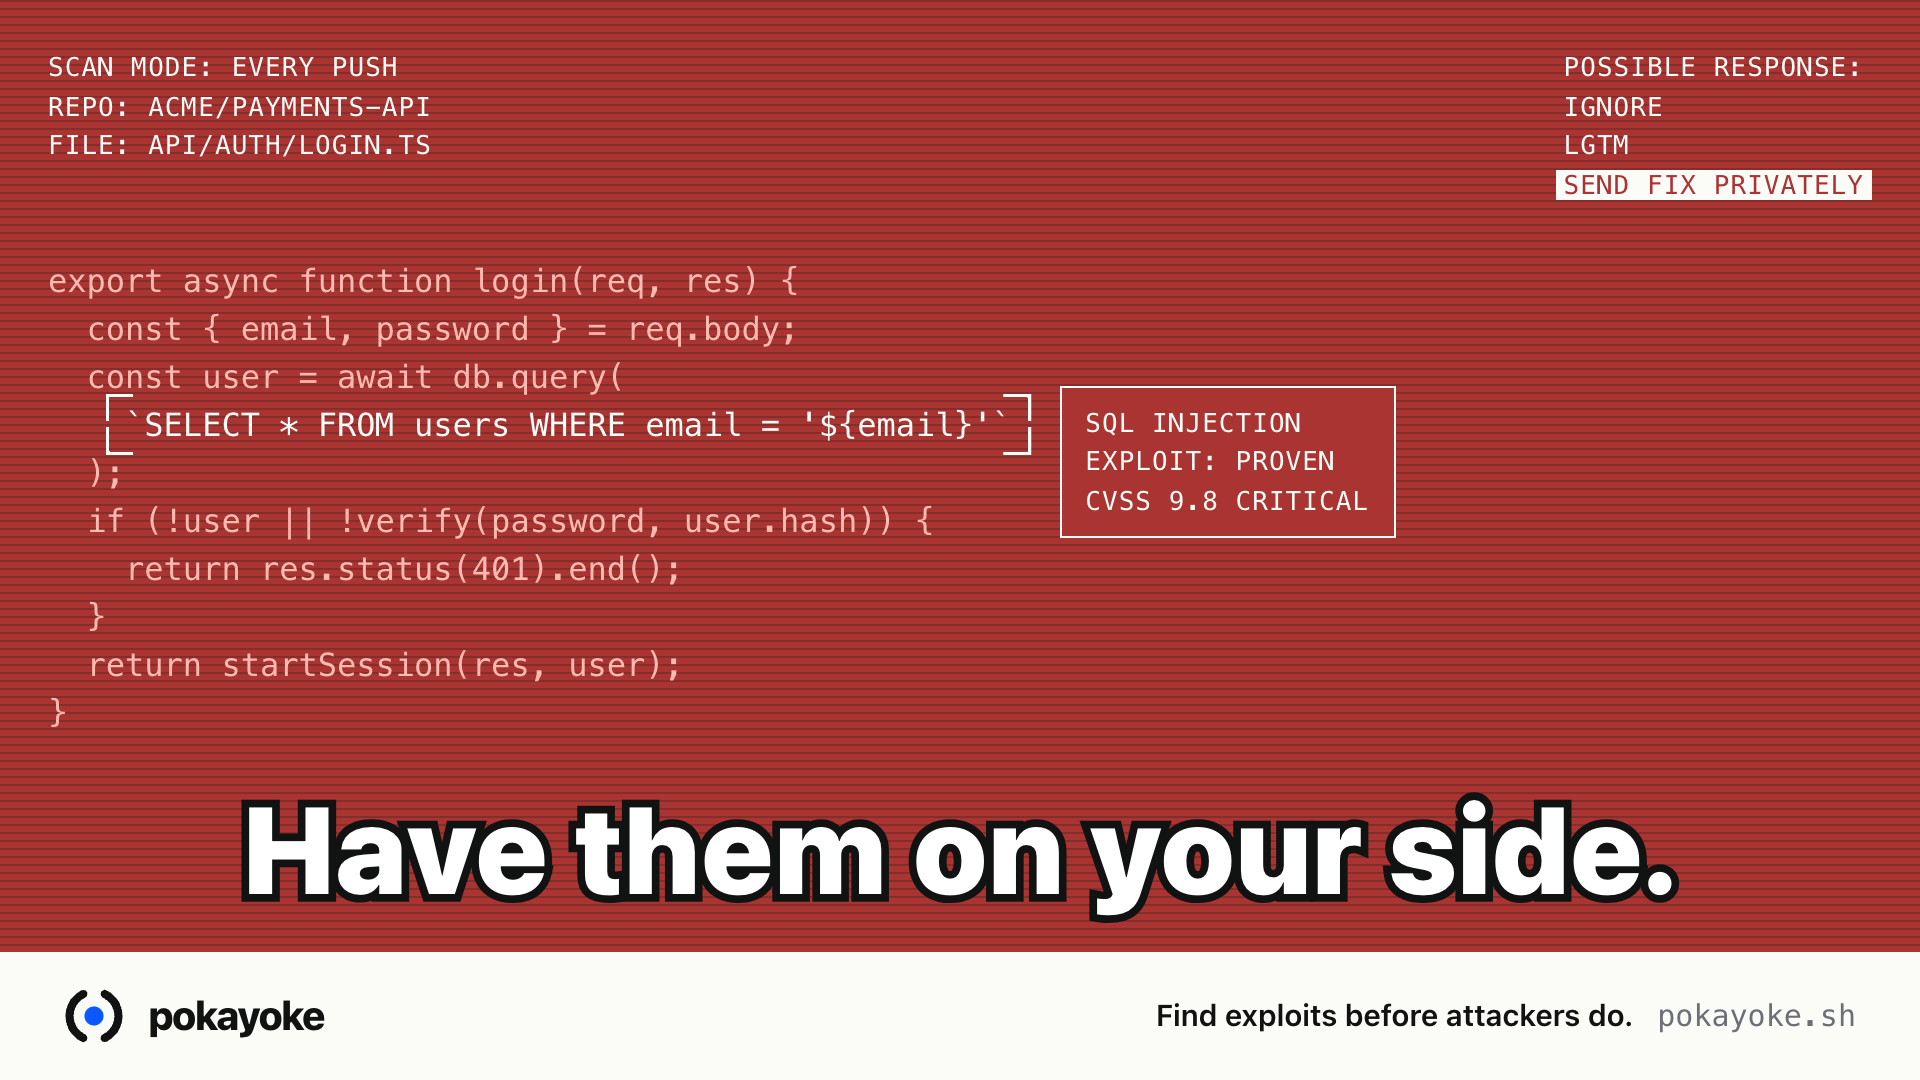 SCAN MODE: EVERY PUSH
REPO: ACME/PAYMENTS-API
FILE: API/AUTH/LOGIN.TS
POSSIBLE RESPONSE:
IGNORE
LGTM
SEND FIX PRIVATELY
export async function login(req, res) {
  const { email, password } = req.body;
  const user = await db.query(
    `SELECT * FROM users WHERE email = '${email}'`
  );
  if (!user || !verify(password, user.hash)) {
    return res.status(401).end();
  }
  return startSession(res, user);
}
SQL INJECTION
EXPLOIT: PROVEN
CVSS 9.8 CRITICAL
Have them on your side.
pokayoke
Find exploits before attackers do. pokayoke.sh